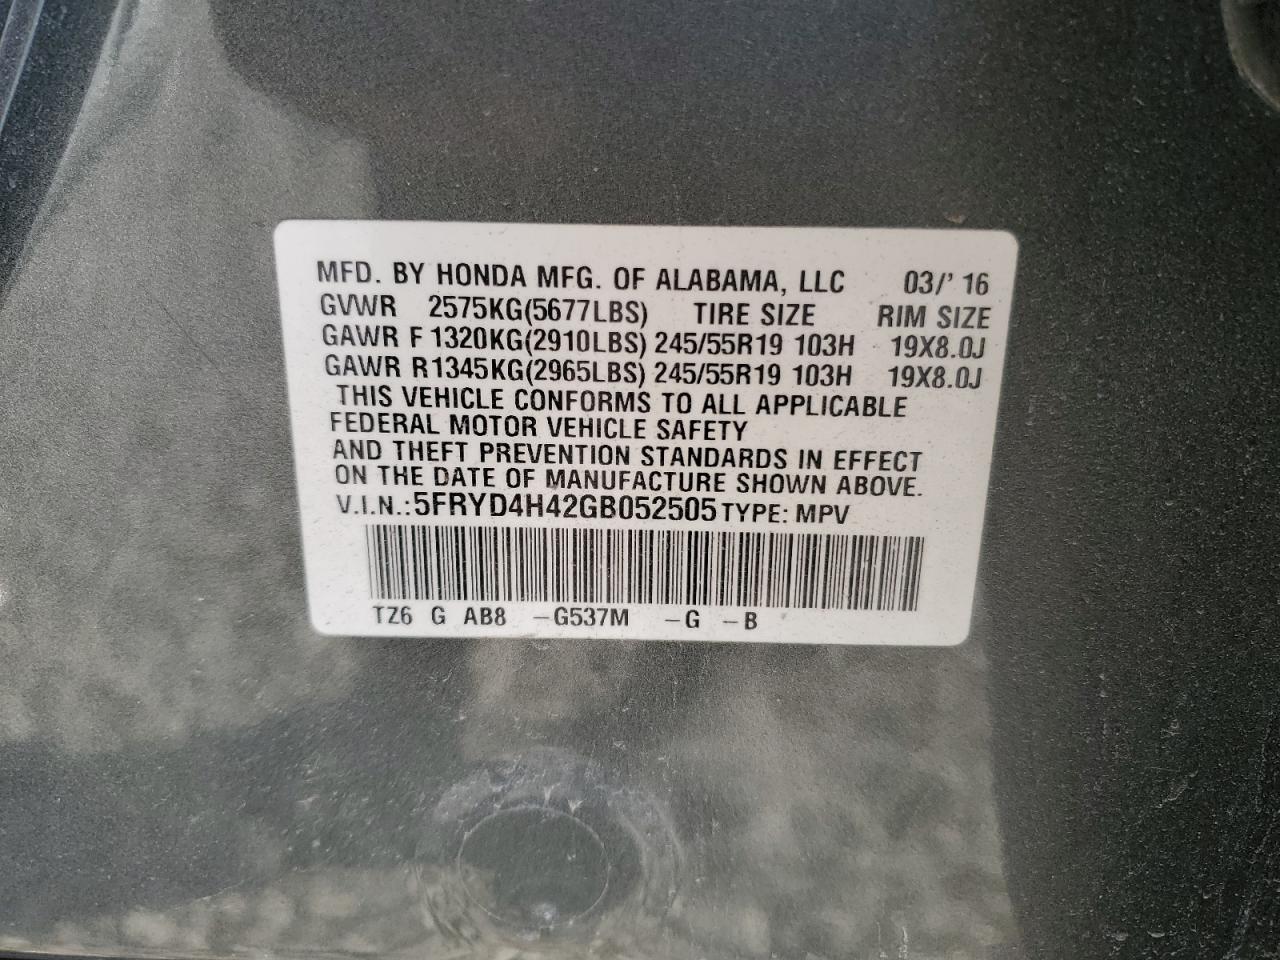 MFD. BY HONDA MFG. OF ALABAMA, LLC 03/'16
GVWR 2575KG(5677LBS) TIRE SIZE RIM SIZE
GAWR F 1320KG(2910LBS) 245/55R19 103H 19X8.0J
GAWR R1345KG(2965LBS) 245/55R19 103H 19X8.0J
THIS VEHICLE CONFORMS TO ALL APPLICABLE
FEDERAL MOTOR VEHICLE SAFETY
AND THEFT PREVENTION STANDARDS IN EFFECT
ON THE DATE OF MANUFACTURE SHOWN ABOVE.
V.I.N.:5FRYD4H42GB052505 TYPE: MPV
TZ6 G AB8 –G537M –G –B